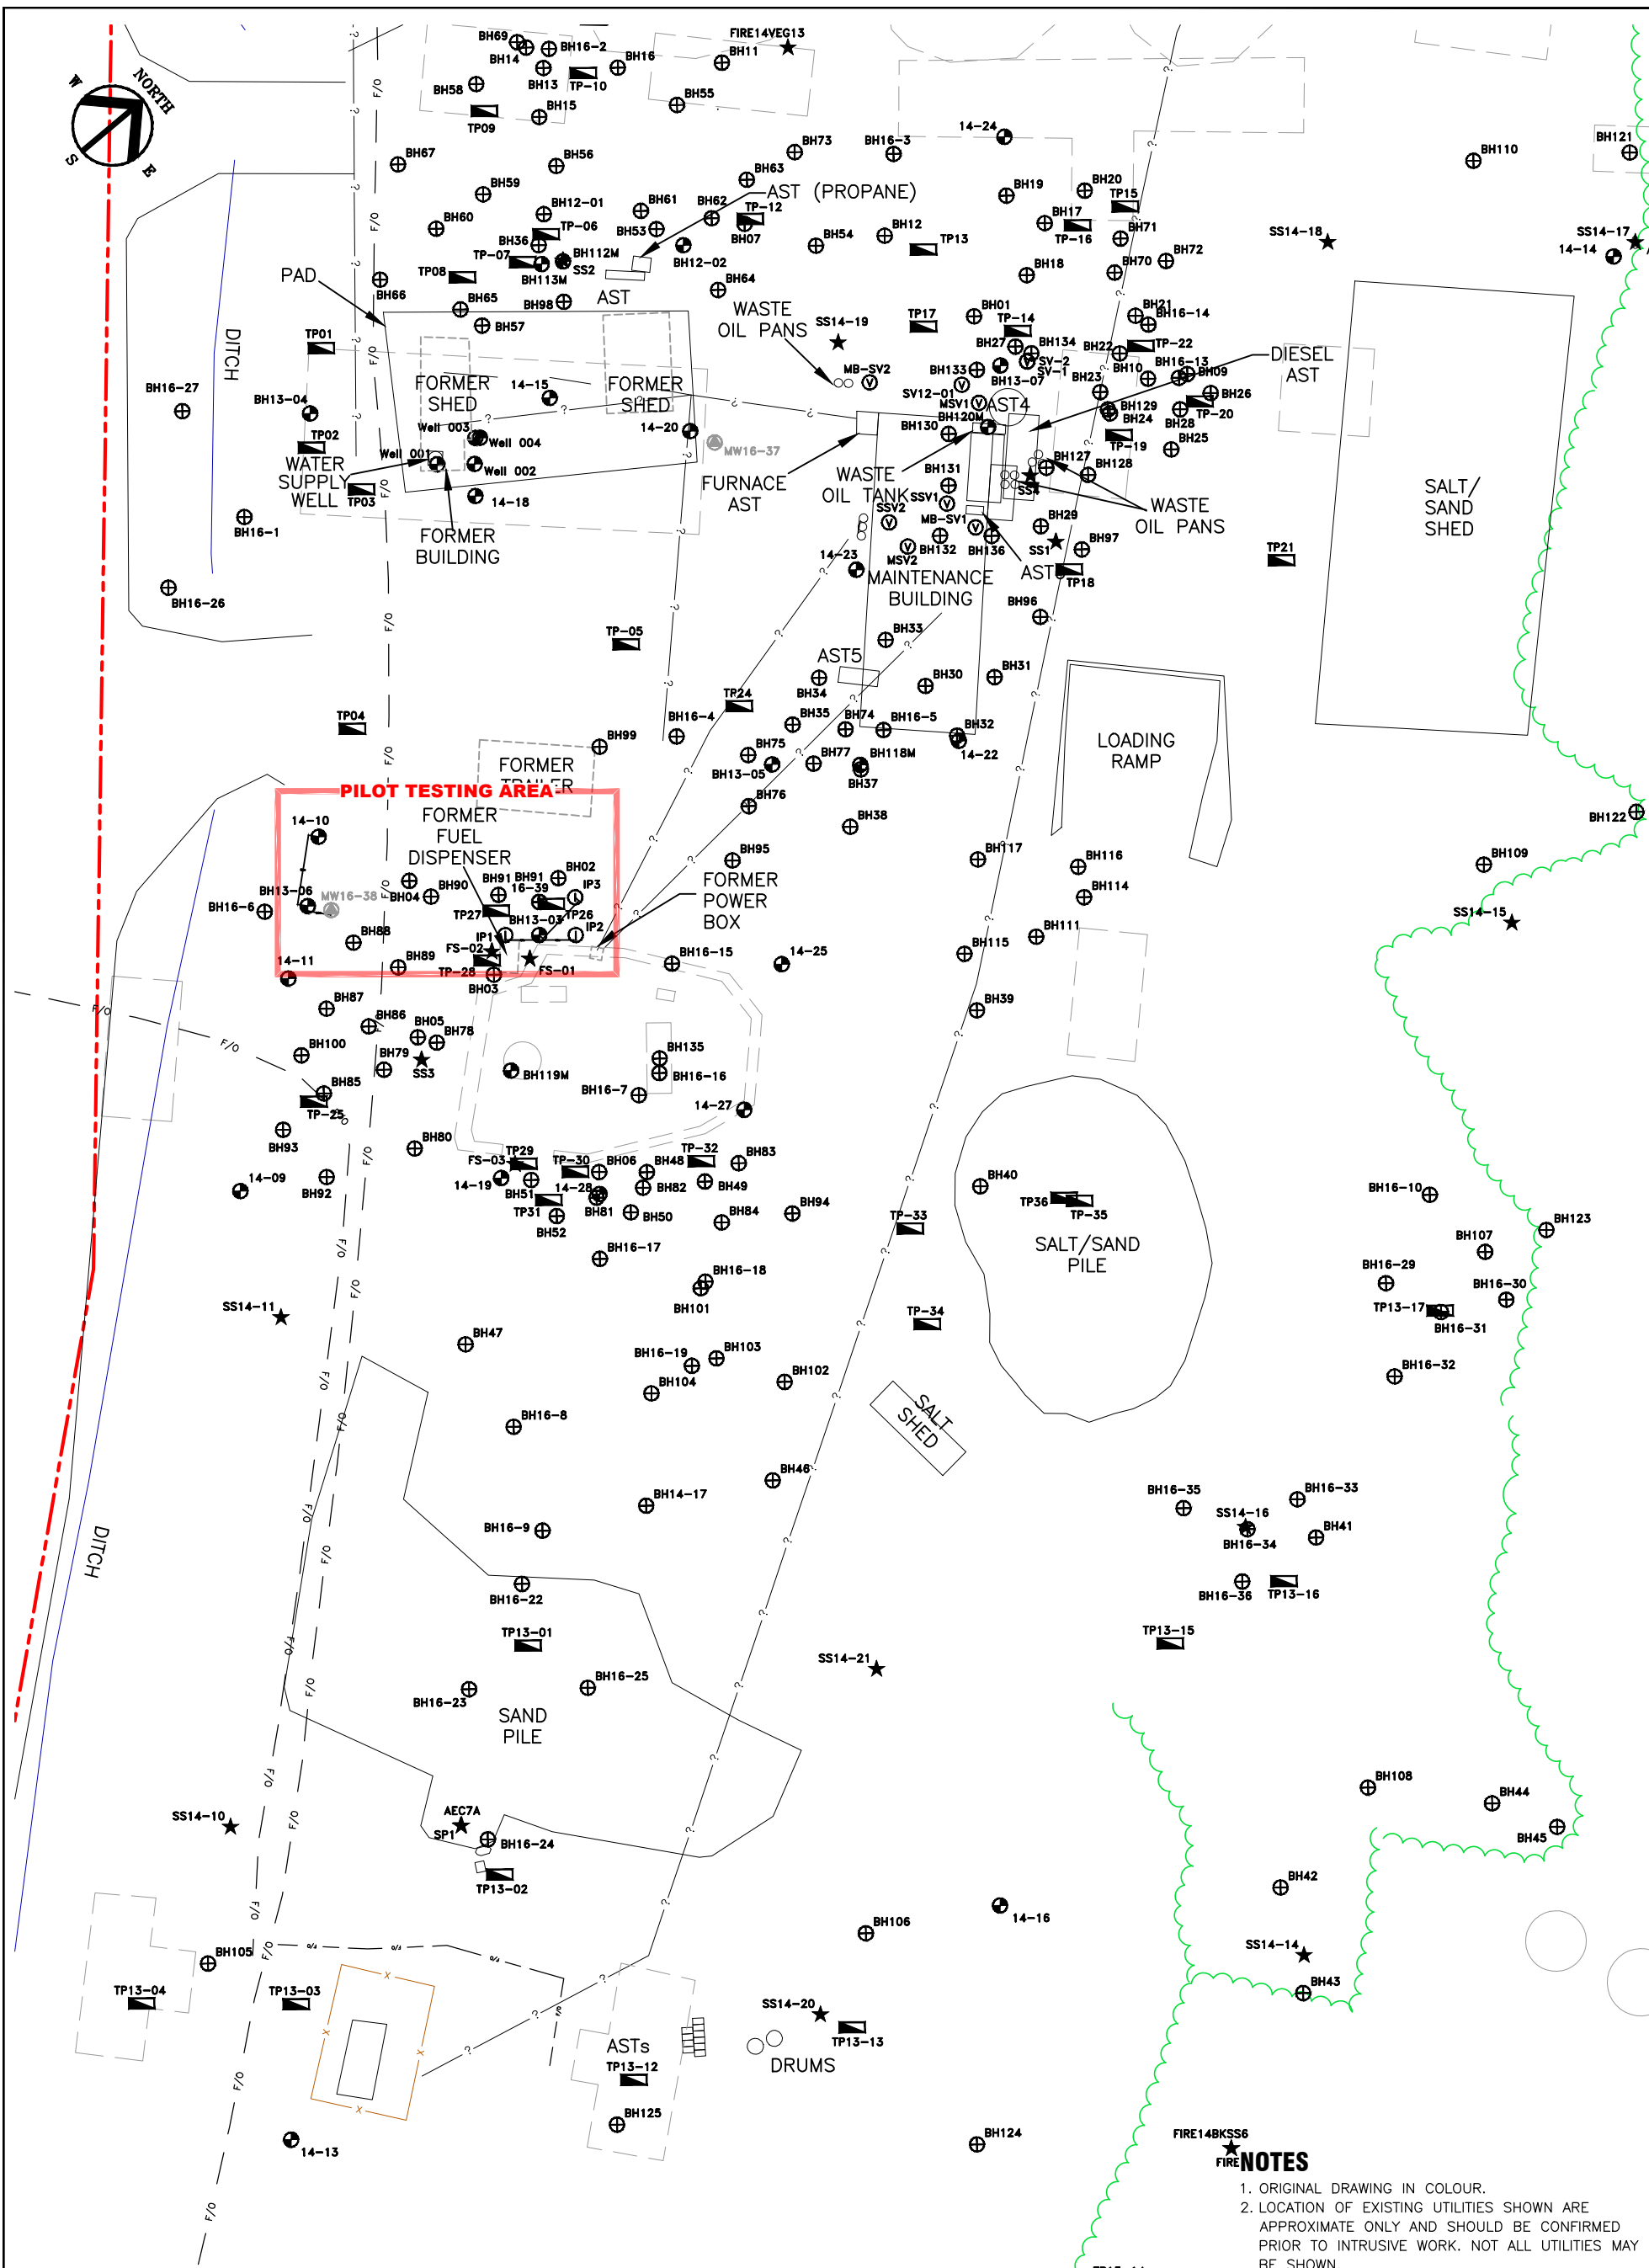 W
NORTH
S
E
BH69
BH14
BH16-2
BH13
TP-10
BH16
BH11
FIRE14VEG13
BH58
TP09
BH15
BH55
14-24
BH110
BH121
BH67
BH56
BH73
BH16-3
BH63
BH59
AST (PROPANE)
BH19
BH20
TP15
BH60
BH12-01
BH61
BH62
TP-12
BH12
BH17
TP-16
BH71
TP-06
BH53
BH07
BH54
TP13
SS14-18
SS14-17
14-14
BH36
TP-07
BH112M
SS2
BH113M
BH12-02
BH72
BH70
BH18
TP08
PAD
BH66
BH65
BH98
AST
BH64
BH57
WASTE
OIL PANS
SS14-19
TP17
BH01
TP-14
BH21
BH16-14
TP01
DITCH
BH27
BH134
SV-2
SV-1
BH22
TP-22
BH10
BH16-13
BH09
DIESEL
AST
FORMER
SHED
14-15
FORMER
SHED
MB-SV2
BH133
BH13-07
SV12-01
MSV1
AST4
BH23
BH26
TP-20
BH16-27
BH13-04
BH129
BH24
BH28
TP-19
BH25
TP02
Well 003
Well 004
Well 001
Well 002
14-20
MW16-37
BH120M
BH130
WATER
SUPPLY
WELL
TP03
14-18
FURNACE
AST
WASTE
OIL TANK
BH131
SSV1
SSV2
MB-SV1
SS4
BH127
BH128
WASTE
OIL PANS
SALT/
SAND
SHED
BH16-1
FORMER
BUILDING
14-23
MSV2
BH132
BH136
BH29
SS1
BH97
AST
TP18
TP21
MAINTENANCE
BUILDING
BH16-26
BH96
TP-05
BH33
AST5
BH34
BH30
BH31
TP24
TP04
BH16-4
BH35
BH74
BH16-5
BH32
14-22
BH99
BH75
BH77
BH118M
BH37
BH13-05
LOADING
RAMP
FORMER
TRAILER
PILOT TESTING AREA
BH76
BH38
BH122
14-10
FORMER
FUEL
DISPENSER
BH95
BH117
BH116
BH109
BH13-06
MW16-38
BH16-6
BH04
BH90
BH91
BH91
BH02
16-39
IP3
TP27
BH13-03
TP26
FORMER
POWER
BOX
BH114
SS14-15
BH88
IP1
IP2
FS-02
FS-01
BH111
BH115
14-11
BH89
TP-28
BH03
BH16-15
14-25
BH87
BH39
BH86
BH05
BH78
BH100
BH79
SS3
BH135
BH16-16
BH119M
BH16-7
14-27
BH85
TP-25
BH93
BH80
TP29
FS-03
TP-30
BH06
BH48
TP-32
BH83
14-09
BH92
14-19
BH51
14-28
BH82
BH49
BH40
TP36
TP-35
BH16-10
TP31
BH52
BH81
BH50
BH84
BH94
TP-33
BH123
BH107
BH16-17
SALT/SAND
PILE
BH16-18
BH101
BH16-29
BH16-30
SS14-11
TP-34
TP13-17
BH16-31
BH47
BH16-19
BH103
BH102
BH16-32
BH104
SALT
SHED
BH16-8
BH46
BH14-17
BH16-35
BH16-33
SS14-16
BH41
BH16-34
DITCH
BH16-9
BH16-22
BH16-36
TP13-16
TP13-01
TP13-15
SS14-21
BH16-23
BH16-25
SAND
PILE
BH108
BH44
BH45
SS14-10
AEC7A
SP1
BH16-24
TP13-02
BH42
BH106
14-16
SS14-14
BH105
BH43
TP13-04
TP13-03
SS14-20
TP13-13
ASTs
TP13-12
DRUMS
BH125
14-13
BH124
FIRE14BKSS6
FIRE
NOTES
1. ORIGINAL DRAWING IN COLOUR.
2. LOCATION OF EXISTING UTILITIES SHOWN ARE
APPROXIMATE ONLY AND SHOULD BE CONFIRMED
PRIOR TO INTRUSIVE WORK. NOT ALL UTILITIES MAY
BE SHOWN